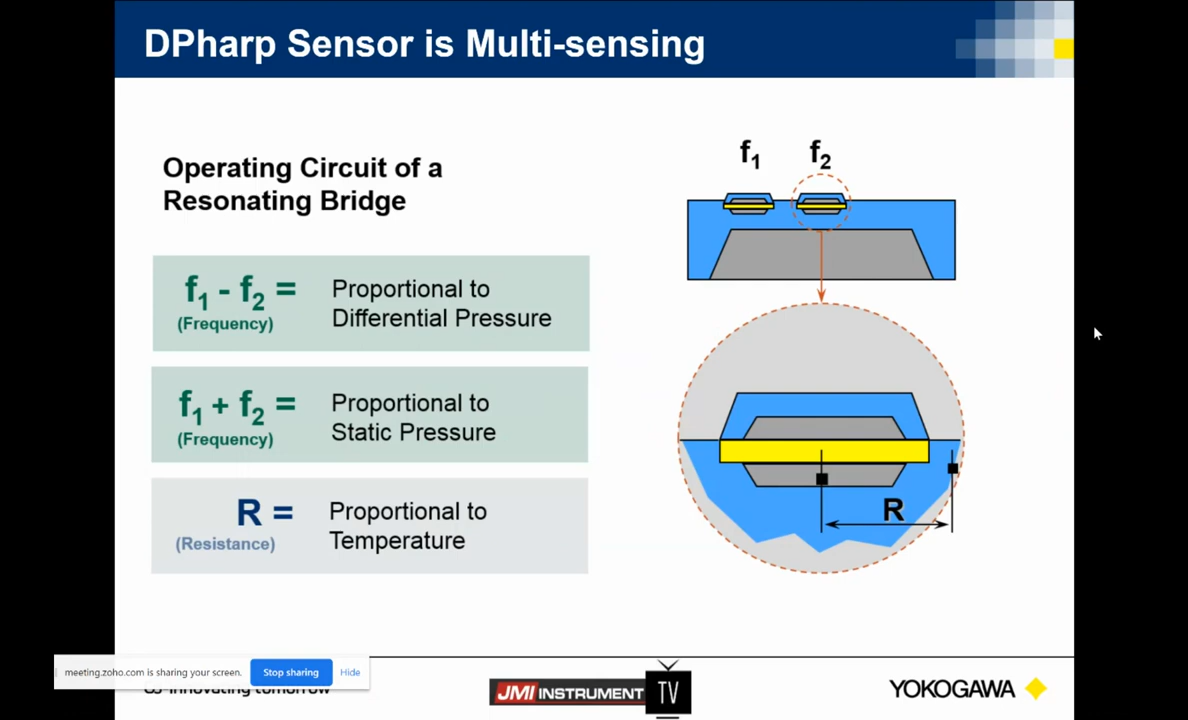 DPharp Sensor is Multi-sensing
Operating Circuit of a
Resonating Bridge
f1 - f2 =
(Frequency)
Proportional to
Differential Pressure
f1 + f2 =
(Frequency)
Proportional to
Static Pressure
R =
(Resistance)
Proportional to
Temperature
f1
f2
R
meeting.zoho.com is sharing your screen.
Stop sharing
Hide
innovating tomorrow
JMI INSTRUMENT TV
YOKOGAWA